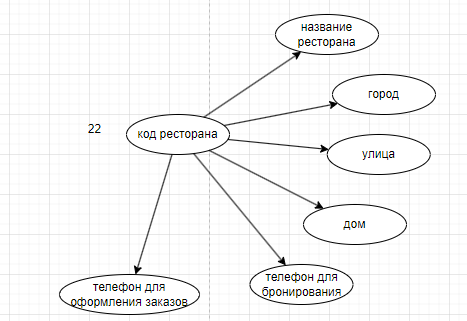 название
ресторана
город
22
код ресторана
улица
дом
телефон для
оформления заказов
телефон для
бронирования